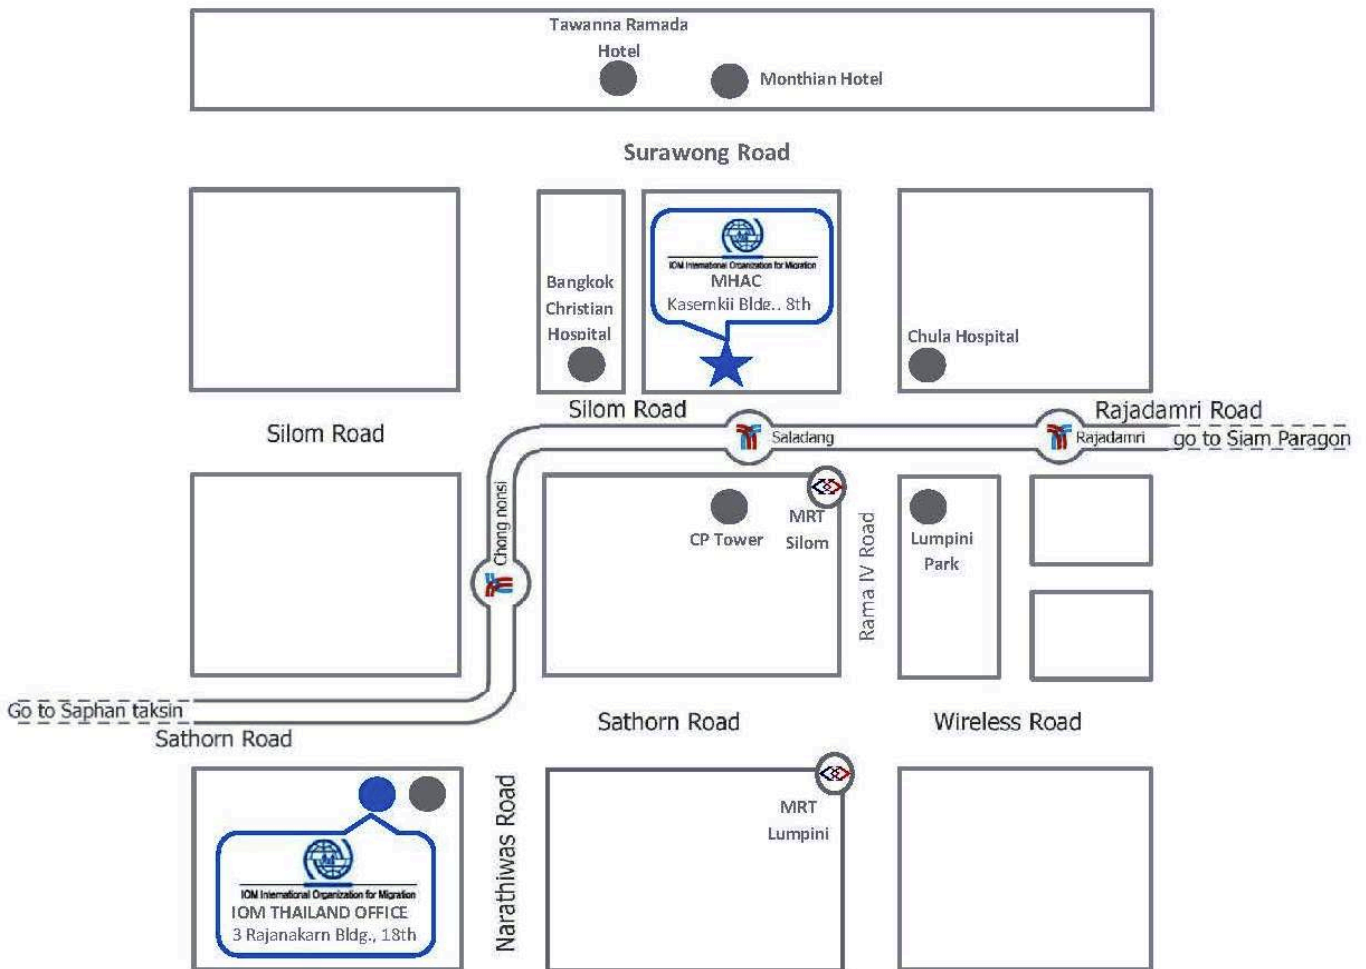 Tawanna Ramada
Hotel
Monthian Hotel
Surawong Road
IOM International Organization for Migration
MHAC
Kasemkii Bldg., 8th
Bangkok
Christian
Hospital
Chula Hospital
Silom Road
Silom Road
Rajadamri Road
Saladang
Rajadamri
go to Siam Paragon
Chong nonsi
CP Tower
MRT
Silom
Rama IV Road
Lumpini
Park
Go to Saphan taksin
Sathorn Road
Sathorn Road
Wireless Road
Narathiwas Road
MRT
Lumpini
IOM International Organization for Migration
IOM THAILAND OFFICE
3 Rajanakarn Bldg., 18th